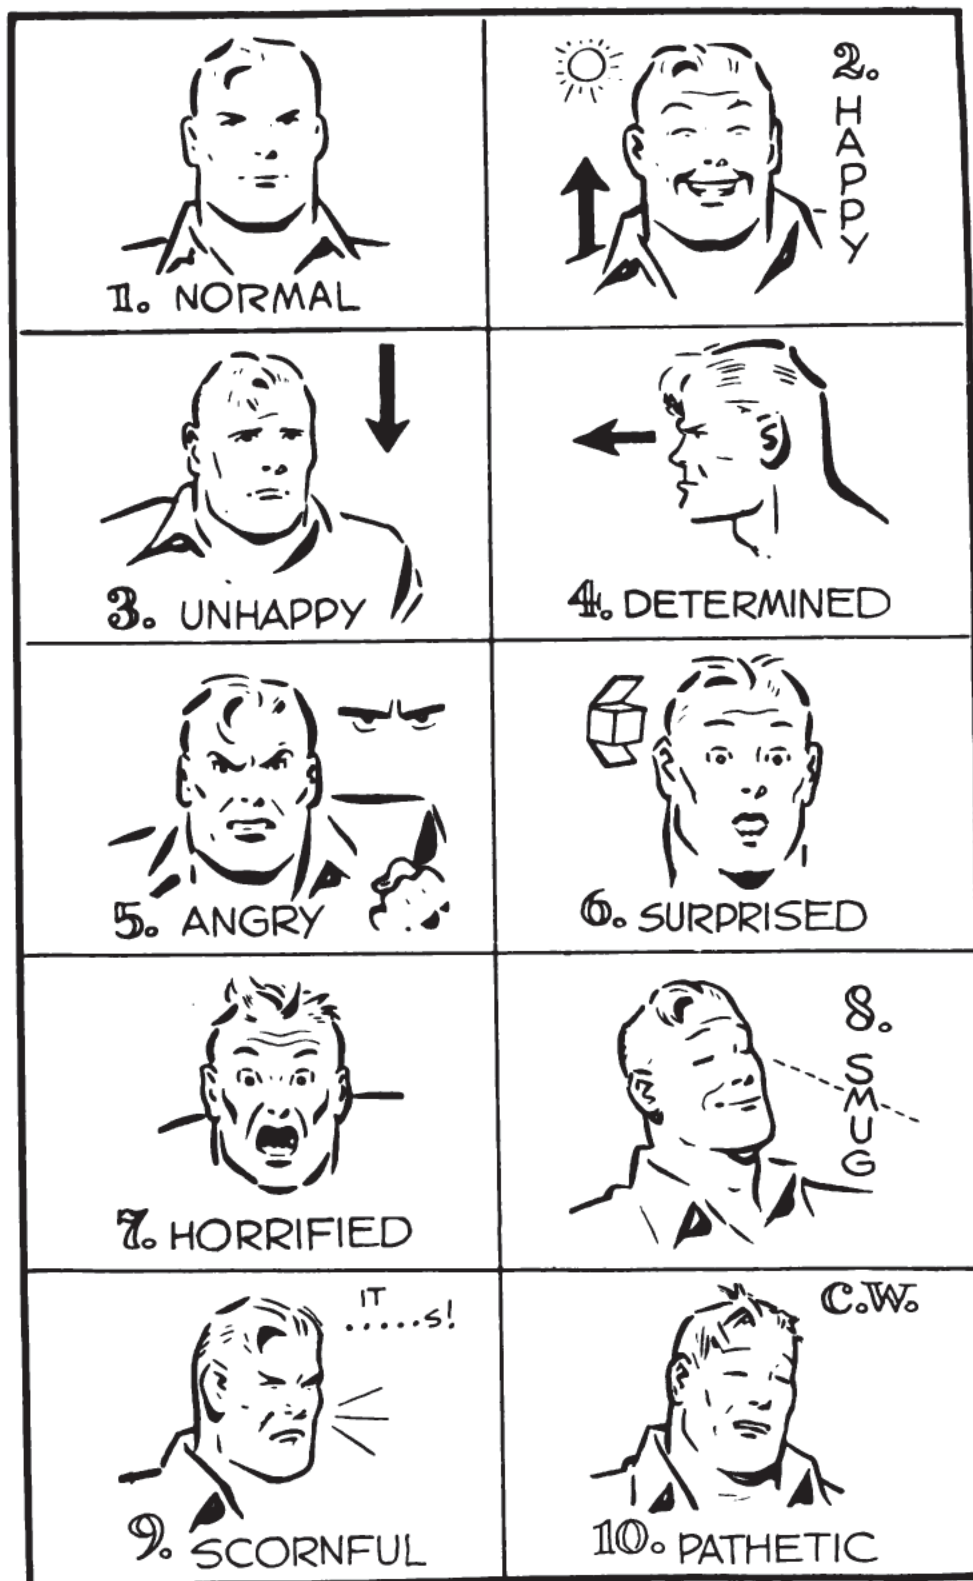 1. NORMAL
2.
HAPPY
3. UNHAPPY
4. DETERMINED
5. ANGRY
6. SURPRISED
7. HORRIFIED
8.
SMUG
IT
.....S!
9. SCORNFUL
C.W.
10. PATHETIC